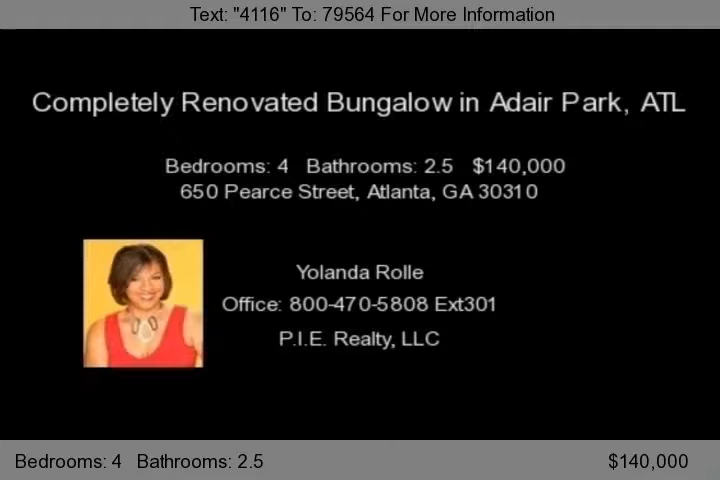 Text: "4116" To: 79564 For More Information
Completely Renovated Bungalow in Adair Park, ATL
Bedrooms: 4 Bathrooms: 2.5 $140,000
650 Pearce Street, Atlanta, GA 30310
Yolanda Rolle
Office: 800-470-5808 Ext301
P.I.E. Realty, LLC
Bedrooms: 4 Bathrooms: 2.5 $140,000